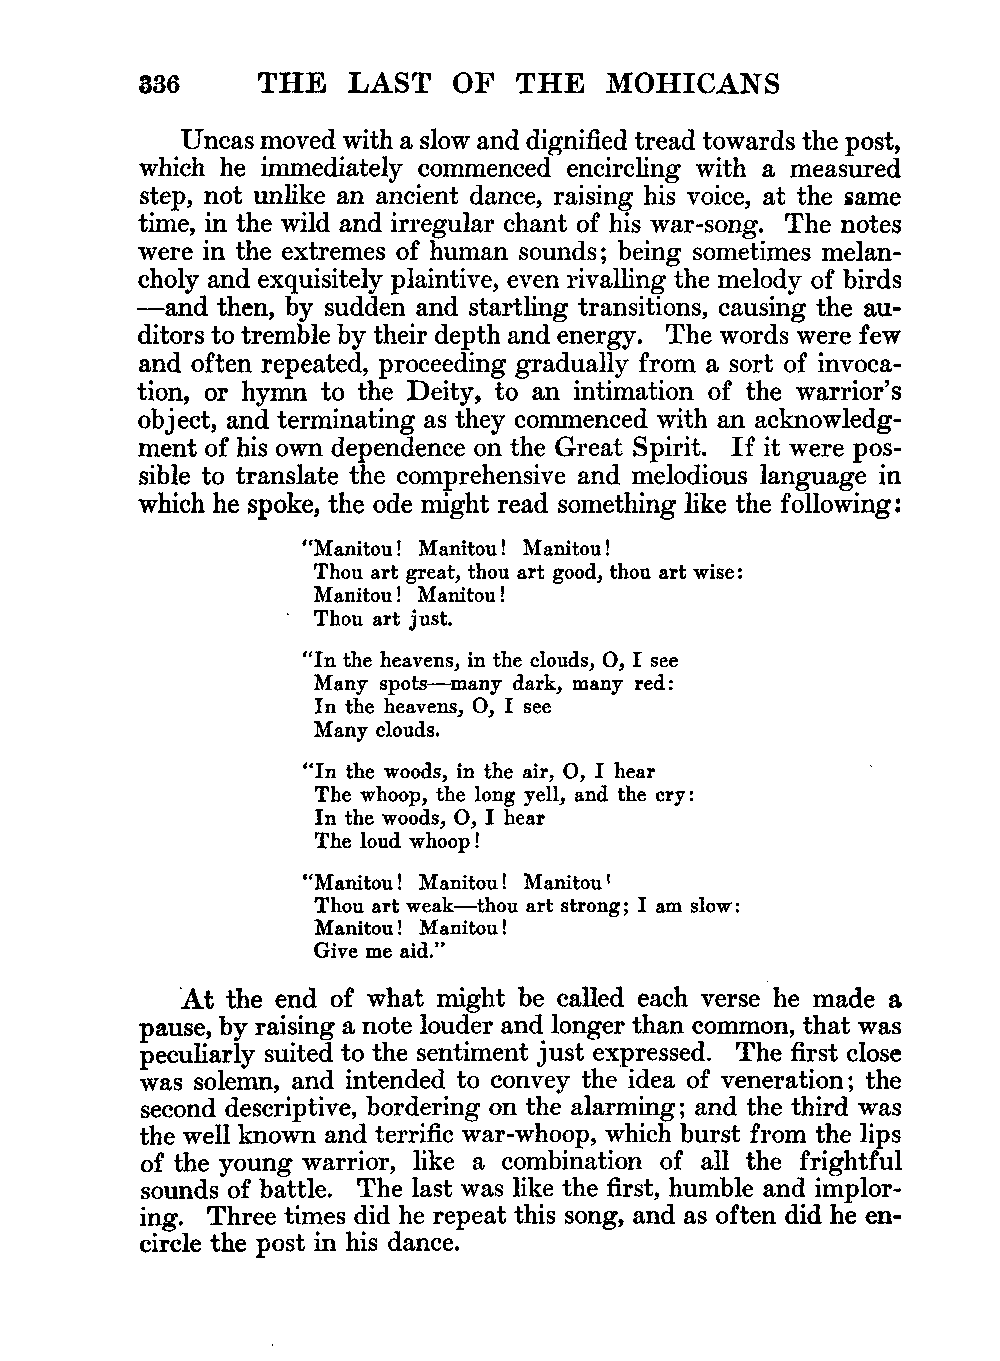 336 THE LAST OF THE MOHICANS
Uncas moved with a slow and dignified tread towards the post,
which he immediately commenced encircling with a measured
step, not unlike an ancient dance, raising his voice, at the same
time, in the wild and irregular chant of his war-song. The notes
were in the extremes of human sounds; being sometimes melan-
choly and exquisitely plaintive, even rivalling the melody of birds
—and then, by sudden and startling transitions, causing the au-
ditors to tremble by their depth and energy. The words were few
and often repeated, proceeding gradually from a sort of invoca-
tion, or hymn to the Deity, to an intimation of the warrior's
object, and terminating as they commenced with an acknowledg-
ment of his own dependence on the Great Spirit. If it were pos-
sible to translate the comprehensive and melodious language in
which he spoke, the ode might read something like the following:
"Manitou! Manitou! Manitou!
Thou art great, thou art good, thou art wise:
Manitou! Manitou!
Thou art just.
"In the heavens, in the clouds, O, I see
Many spots—many dark, many red:
In the heavens, O, I see
Many clouds.
"In the woods, in the air, O, I hear
The whoop, the long yell, and the cry:
In the woods, O, I hear
The loud whoop!
"Manitou! Manitou! Manitou!
Thou art weak—thou art strong; I am slow:
Manitou! Manitou!
Give me aid."
At the end of what might be called each verse he made a
pause, by raising a note louder and longer than common, that was
peculiarly suited to the sentiment just expressed. The first close
was solemn, and intended to convey the idea of veneration; the
second descriptive, bordering on the alarming; and the third was
the well known and terrific war-whoop, which burst from the lips
of the young warrior, like a combination of all the frightful
sounds of battle. The last was like the first, humble and implor-
ing. Three times did he repeat this song, and as often did he en-
circle the post in his dance.